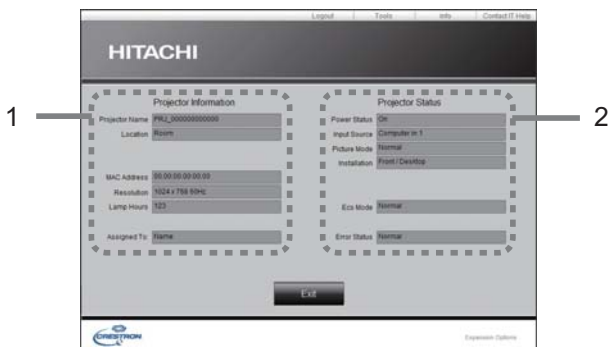 Logout Tools Info Contact IT Help
HITACHI
1
2
Projector Information
Projector Name PRJ_000000000000
Location Room
MAC Address 00:00:00:00:00:00
Resolution 1024 x 768 60Hz
Lamp Hours 123
Assigned To: Name
Projector Status
Power Status On
Input Source Computer in 1
Picture Mode Normal
Installation Front / Desktop
Eco Mode Normal
Error Status Normal
Exit
CRESTRON
Expansion Options